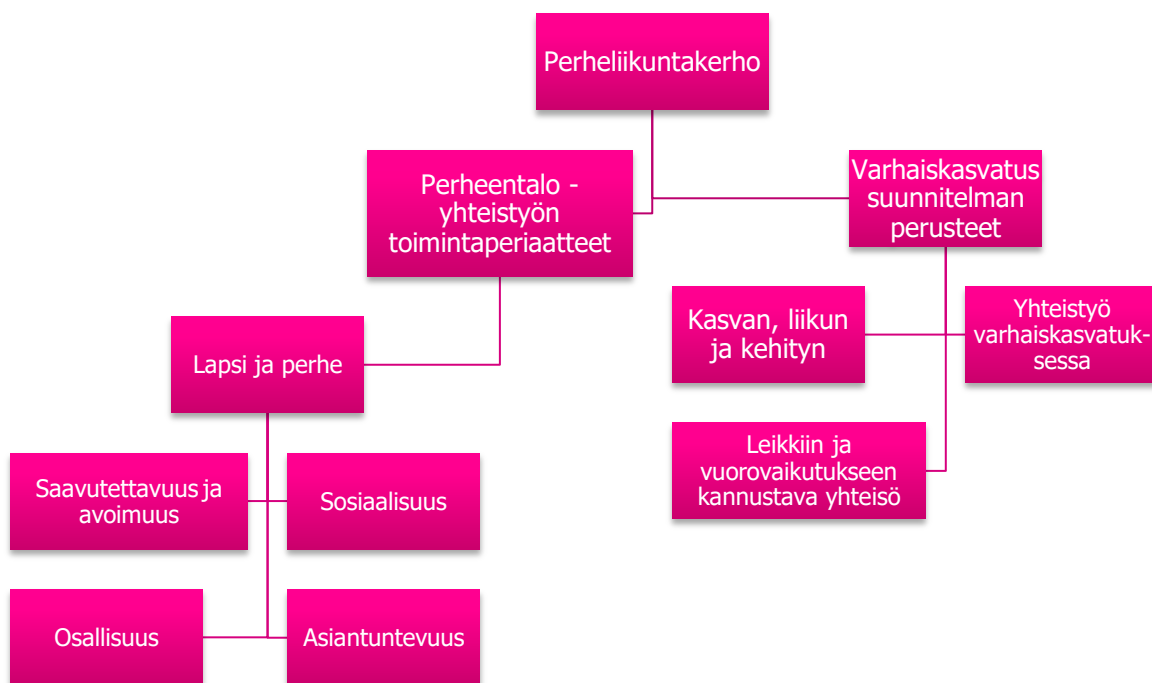 Perheliikuntakerho
Perheentalo -
yhteistyön
toimintaperiaatteet
Varhaiskasvatus
suunnitelman
perusteet
Kasvan, liikun
ja kehityn
Yhteistyö
varhaiskasvatuk-
sessa
Lapsi ja perhe
Leikkiin ja
vuorovaikutukseen
kannustava yhteisö
Saavutettavuus ja
avoimuus
Sosiaalisuus
Osallisuus
Asiantuntevuus